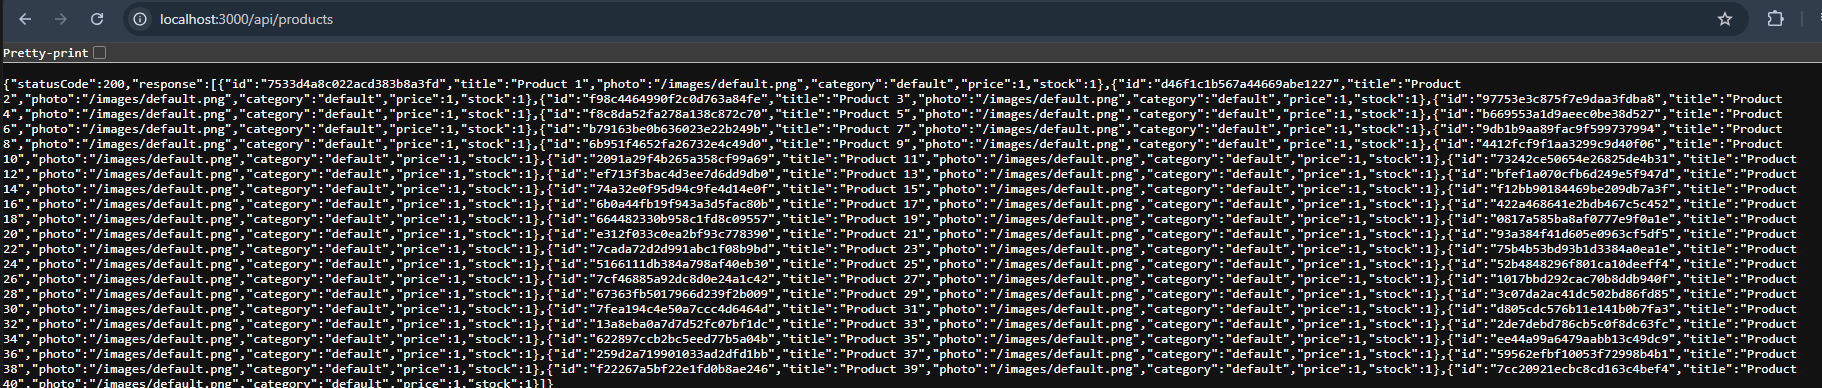 localhost:3000/api/products
Pretty-print
{"statusCode":200,"response":[{"id":"7533d4a8c022acd383b8a3fd","title":"Product 1","photo":"/images/default.png","category":"default","price":1,"stock":1},{"id":"d46f1c1b567a44669abe1227","title":"Product
2","photo":"/images/default.png","category":"default","price":1,"stock":1},{"id":"f98c4464990f2c0d763a84fe","title":"Product 3","photo":"/images/default.png","category":"default","price":1,"stock":1},{"id":"97753e3c875f7e9daa3fdba8","title":"Product
4","photo":"/images/default.png","category":"default","price":1,"stock":1},{"id":"f8c8da52fa278a138c872c70","title":"Product 5","photo":"/images/default.png","category":"default","price":1,"stock":1},{"id":"b669553a1d9aeec0be38d527","title":"Product
6","photo":"/images/default.png","category":"default","price":1,"stock":1},{"id":"b79163be0b636023e22b249b","title":"Product 7","photo":"/images/default.png","category":"default","price":1,"stock":1},{"id":"9db1b9aa89fac9f599737994","title":"Product
8","photo":"/images/default.png","category":"default","price":1,"stock":1},{"id":"6b951f4652fa26732e4c49d0","title":"Product 9","photo":"/images/default.png","category":"default","price":1,"stock":1},{"id":"4412fcf9f1aa3299c9d40f06","title":"Product
10","photo":"/images/default.png","category":"default","price":1,"stock":1},{"id":"2091a29f4b265a358cf99a69","title":"Product 11","photo":"/images/default.png","category":"default","price":1,"stock":1},{"id":"73242ce50654e26825de4b31","title":"Product
12","photo":"/images/default.png","category":"default","price":1,"stock":1},{"id":"ef713f3bac4d3ee7d6dd9db0","title":"Product 13","photo":"/images/default.png","category":"default","price":1,"stock":1},{"id":"bfef1a070cfb6d249e5f947d","title":"Product
14","photo":"/images/default.png","category":"default","price":1,"stock":1},{"id":"74a32e0f95d94c9fe4d14e0f","title":"Product 15","photo":"/images/default.png","category":"default","price":1,"stock":1},{"id":"f12bb90184469be209db7a3f","title":"Product
16","photo":"/images/default.png","category":"default","price":1,"stock":1},{"id":"6b0a44fb19f943a3d5fac80b","title":"Product 17","photo":"/images/default.png","category":"default","price":1,"stock":1},{"id":"422a468641e2bdb467c5c452","title":"Product
18","photo":"/images/default.png","category":"default","price":1,"stock":1},{"id":"664482330b958c1fd8c09557","title":"Product 19","photo":"/images/default.png","category":"default","price":1,"stock":1},{"id":"0817a585ba8af0777e9f0a1e","title":"Product
20","photo":"/images/default.png","category":"default","price":1,"stock":1},{"id":"e312f033c0ea2bf93c778390","title":"Product 21","photo":"/images/default.png","category":"default","price":1,"stock":1},{"id":"93a384f41d605e0963cf5df5","title":"Product
22","photo":"/images/default.png","category":"default","price":1,"stock":1},{"id":"7cada72d2d991abc1f08b9bd","title":"Product 23","photo":"/images/default.png","category":"default","price":1,"stock":1},{"id":"75b4b53bd93b1d3384a0ea1e","title":"Product
24","photo":"/images/default.png","category":"default","price":1,"stock":1},{"id":"5166111db384a798af40eb30","title":"Product 25","photo":"/images/default.png","category":"default","price":1,"stock":1},{"id":"52b4848296f801ca10deeff4","title":"Product
26","photo":"/images/default.png","category":"default","price":1,"stock":1},{"id":"7cf46885a92dc8d0e24a1c42","title":"Product 27","photo":"/images/default.png","category":"default","price":1,"stock":1},{"id":"1017bbd292cac70b8ddb940f","title":"Product
28","photo":"/images/default.png","category":"default","price":1,"stock":1},{"id":"67363fb5017966d239f2b009","title":"Product 29","photo":"/images/default.png","category":"default","price":1,"stock":1},{"id":"3c07da2ac41dc502bd86fd85","title":"Product
30","photo":"/images/default.png","category":"default","price":1,"stock":1},{"id":"7fea194c4e50a7ccc4d6464d","title":"Product 31","photo":"/images/default.png","category":"default","price":1,"stock":1},{"id":"d805cdc576b11e141b0b7fa3","title":"Product
32","photo":"/images/default.png","category":"default","price":1,"stock":1},{"id":"13a8eba0a7d7d52fc07bf1dc","title":"Product 33","photo":"/images/default.png","category":"default","price":1,"stock":1},{"id":"2de7debd786cb5c0f8dc63fc","title":"Product
34","photo":"/images/default.png","category":"default","price":1,"stock":1},{"id":"622897ccb2bc5eed77b5a04b","title":"Product 35","photo":"/images/default.png","category":"default","price":1,"stock":1},{"id":"ee44a99a6479aabb13c49dc9","title":"Product
36","photo":"/images/default.png","category":"default","price":1,"stock":1},{"id":"259d2a719901033ad2dfd1bb","title":"Product 37","photo":"/images/default.png","category":"default","price":1,"stock":1},{"id":"59562efbf10053f72998b4b1","title":"Product
38","photo":"/images/default.png","category":"default","price":1,"stock":1},{"id":"f22267a5bf22e1fd0b8ae246","title":"Product 39","photo":"/images/default.png","category":"default","price":1,"stock":1},{"id":"7cc20921ecbc8cd163c4bef4","title":"Product
40","photo":"/images/default.png","category":"default","price":1,"stock":1}]}